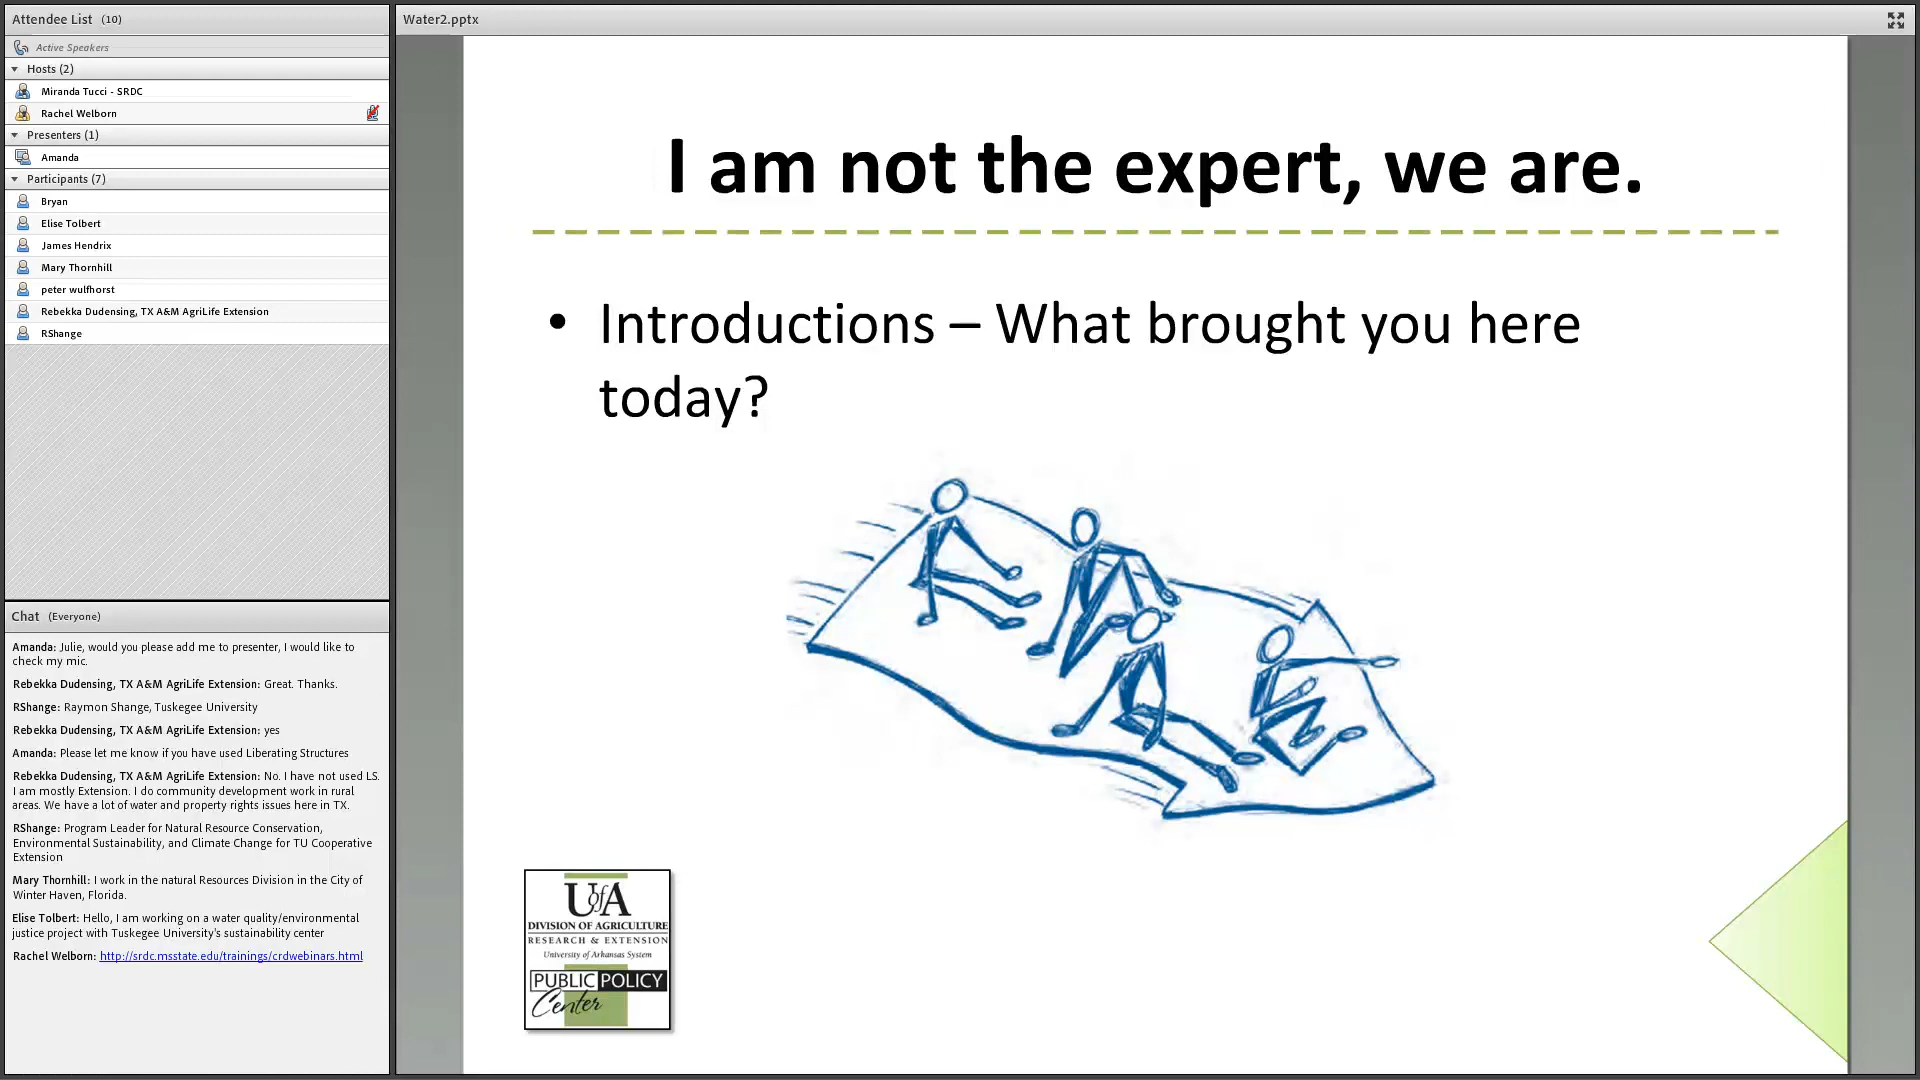 Attendee List (10)
Active Speakers
Hosts (2)
Miranda Tucci - SRDC
Rachel Welborn
Presenters (1)
Amanda
Participants (7)
Bryan
Elise Tolbert
James Hendrix
Mary Thornhill
peter wulfhorst
Rebekka Dudensing, TX A&M AgriLife Extension
RShange
Chat (Everyone)
Amanda: Julie, would you please add me to presenter, I would like to
check my mic.
Rebekka Dudensing, TX A&M AgriLife Extension: Great. Thanks.
RShange: Raymon Shange, Tuskegee University
Rebekka Dudensing, TX A&M AgriLife Extension: yes
Amanda: Please let me know if you have used Liberating Structures
Rebekka Dudensing, TX A&M AgriLife Extension: No. I have not used LS.
I am mostly Extension. I do community development work in rural
areas. We have a lot of water and property rights issues here in TX.
RShange: Program Leader for Natural Resource Conservation,
Environmental Sustainability, and Climate Change for TU Cooperative
Extension
Mary Thornhill: I work in the natural Resources Division in the City of
Winter Haven, Florida.
Elise Tolbert: Hello, I am working on a water quality/environmental
justice project with Tuskegee University's sustainability center
Rachel Welborn: http://srdc.msstate.edu/trainings/crdwebinars.html
Water2.pptx
I am not the expert, we are.
• Introductions – What brought you here
today?
UofA
DIVISION OF AGRICULTURE
RESEARCH & EXTENSION
University of Arkansas System
PUBLIC POLICY
Center